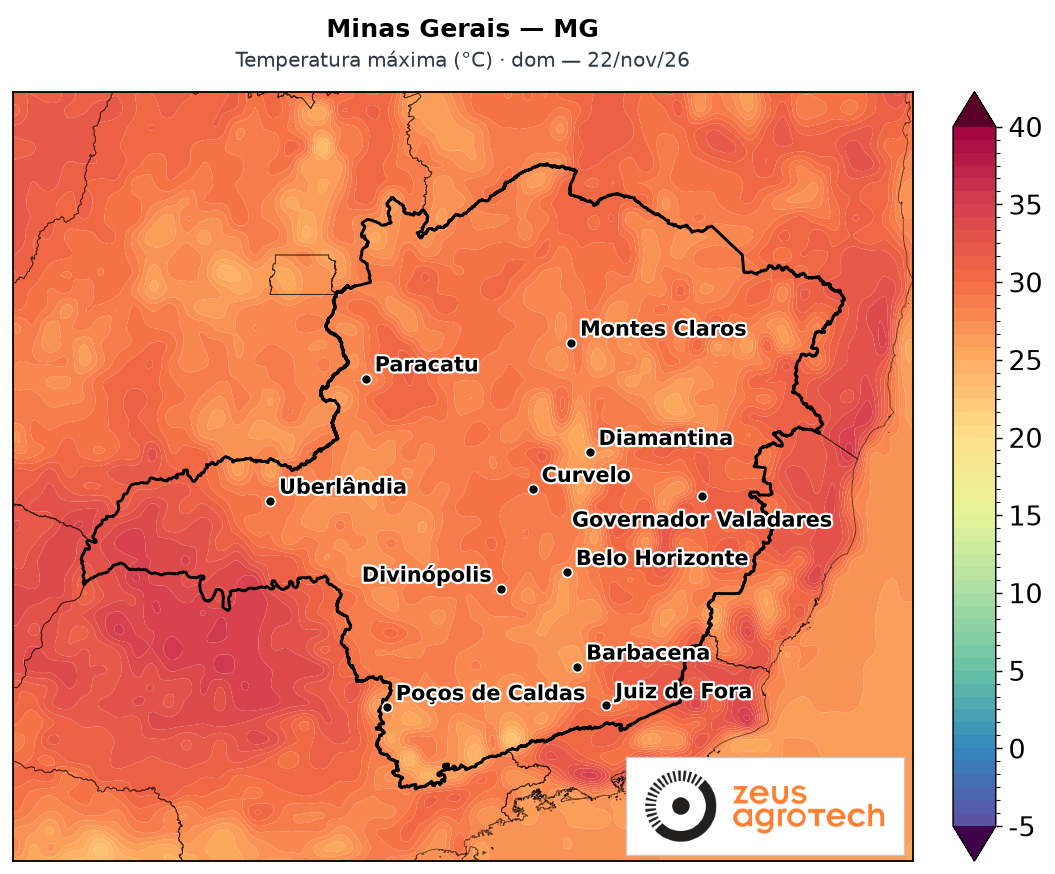 Minas Gerais — MG
Temperatura máxima (°C) · dom — 22/nov/26
40
35
30
25
20
15
10
5
0
-5
Montes Claros
Paracatu
Diamantina
Curvelo
Uberlândia
Governador Valadares
Belo Horizonte
Divinópolis
Barbacena
Poços de Caldas
Juiz de Fora
zeus
agrotech